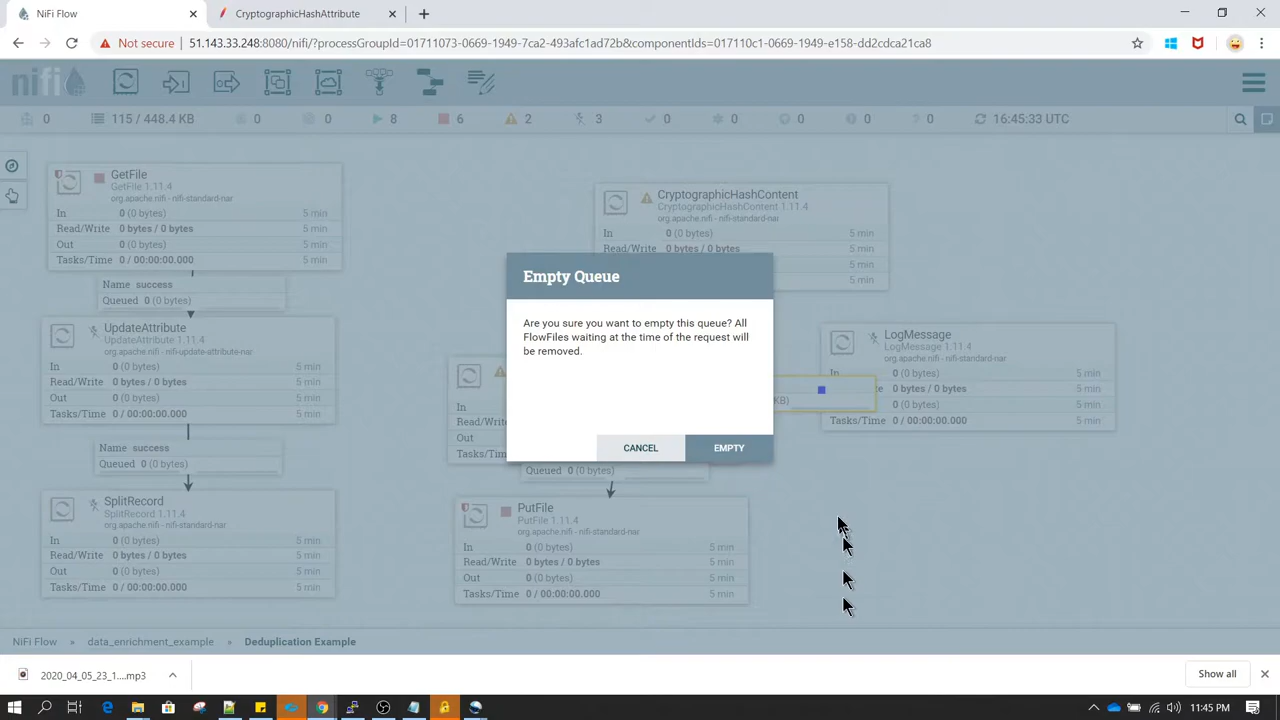 NiFi Flow
CryptographicHashAttribute
Not secure
51.143.33.248:8080/nifi/?processGroupId=01711073-0669-1949-7ca2-493afc1ad72b&componentIds=017110c1-0669-1949-e158-dd2cdca21ca8
nifi
0
115 / 448.4 KB
0
0
8
6
2
3
0
0
0
0
0
16:45:33 UTC
GetFile
GetFile 1.11.4
org.apache.nifi - nifi-standard-nar
In 0 (0 bytes) 5 min
Read/Write 0 bytes / 0 bytes 5 min
Out 0 (0 bytes) 5 min
Tasks/Time 0 / 00:00:00.000 5 min
Name success
Queued 0 (0 bytes)
UpdateAttribute
UpdateAttribute 1.11.4
org.apache.nifi - nifi-update-attribute-nar
In 0 (0 bytes) 5 min
Read/Write 0 bytes / 0 bytes 5 min
Out 0 (0 bytes) 5 min
Tasks/Time 0 / 00:00:00.000 5 min
Name success
Queued 0 (0 bytes)
SplitRecord
SplitRecord 1.11.4
org.apache.nifi - nifi-standard-nar
In 0 (0 bytes) 5 min
Read/Write 0 bytes / 0 bytes 5 min
Out 0 (0 bytes) 5 min
Tasks/Time 0 / 00:00:00.000 5 min
CryptographicHashContent
CryptographicHashContent 1.11.4
org.apache.nifi - nifi-standard-nar
In 0 (0 bytes) 5 min
Read/Write 0 bytes / 0 bytes 5 min
5 min
5 min
Empty Queue
Are you sure you want to empty this queue? All
FlowFiles waiting at the time of the request will
be removed.
CANCEL
EMPTY
In
Read/Write
Out
Tasks/Time
KB)
LogMessage
LogMessage 1.11.4
org.apache.nifi - nifi-standard-nar
In 0 (0 bytes) 5 min
0 bytes / 0 bytes 5 min
0 (0 bytes) 5 min
Tasks/Time 0 / 00:00:00.000 5 min
Queued 0 (0 bytes)
PutFile
PutFile 1.11.4
org.apache.nifi - nifi-standard-nar
In 0 (0 bytes) 5 min
Read/Write 0 bytes / 0 bytes 5 min
Out 0 (0 bytes) 5 min
Tasks/Time 0 / 00:00:00.000 5 min
NiFi Flow » data_enrichment_example » Deduplication Example
2020_04_05_23_1....mp3
Show all
11:45 PM